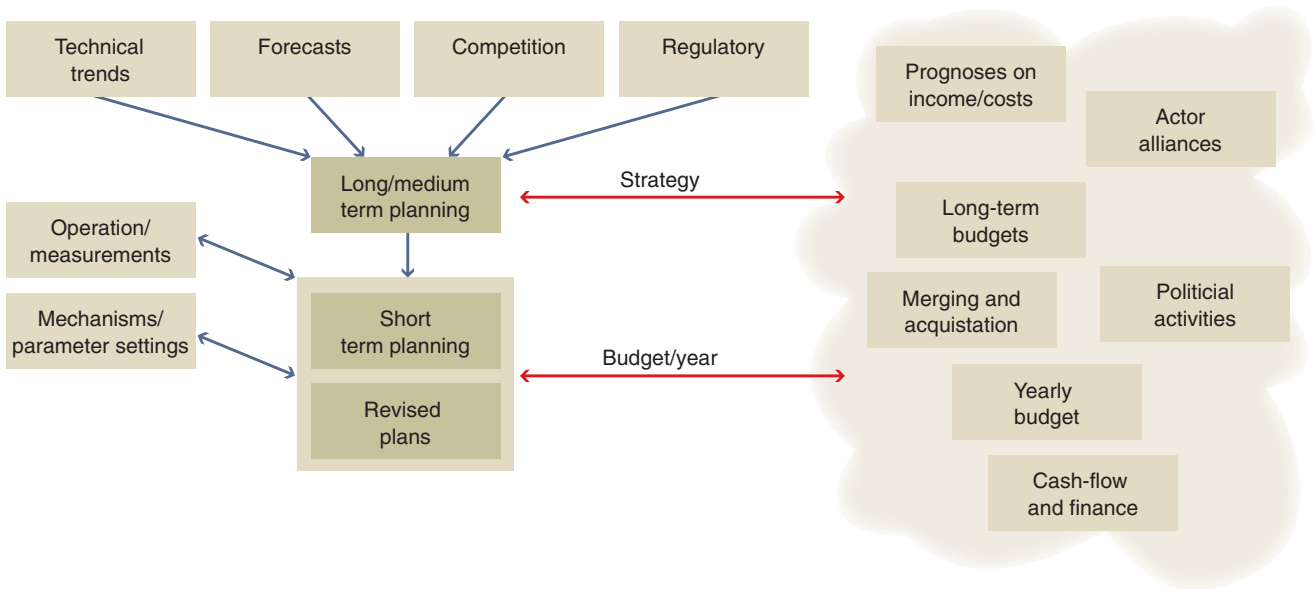 Technical
trends
Forecasts
Competition
Regulatory
Long/medium
term planning
Strategy
Operation/
measurements
Mechanisms/
parameter settings
Short
term planning
Revised
plans
Budget/year
Prognoses on
income/costs
Actor
alliances
Long-term
budgets
Merging and
acquistation
Politicial
activities
Yearly
budget
Cash-flow
and finance